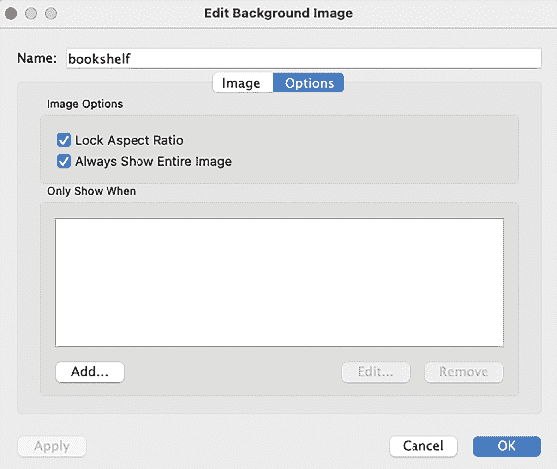 Edit Background Image
Name: bookshelf
Image Options
Image Options
Lock Aspect Ratio
Always Show Entire Image
Only Show When
Add... Edit... Remove
Apply Cancel OK